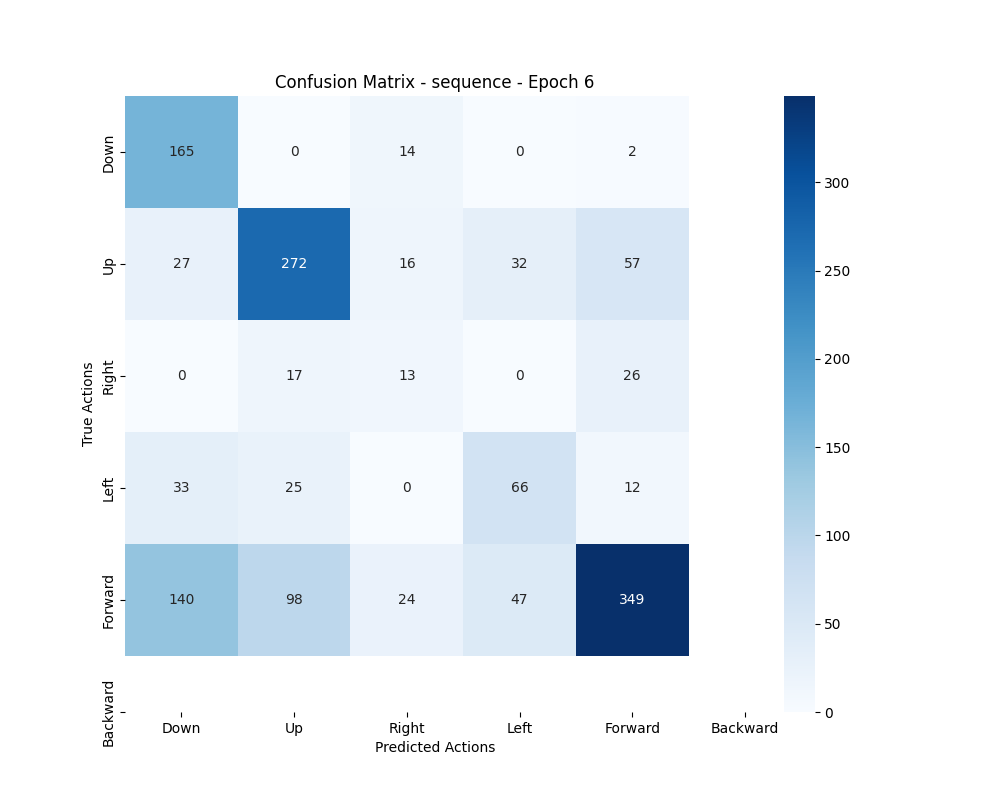 Confusion Matrix - sequence - Epoch 6
True Actions
Down 165 0 14 0 2
Up 27 272 16 32 57
Right 0 17 13 0 26
Left 33 25 0 66 12
Forward 140 98 24 47 349
Backward
Down Up Right Left Forward Backward
Predicted Actions
300
250
200
150
100
50
0